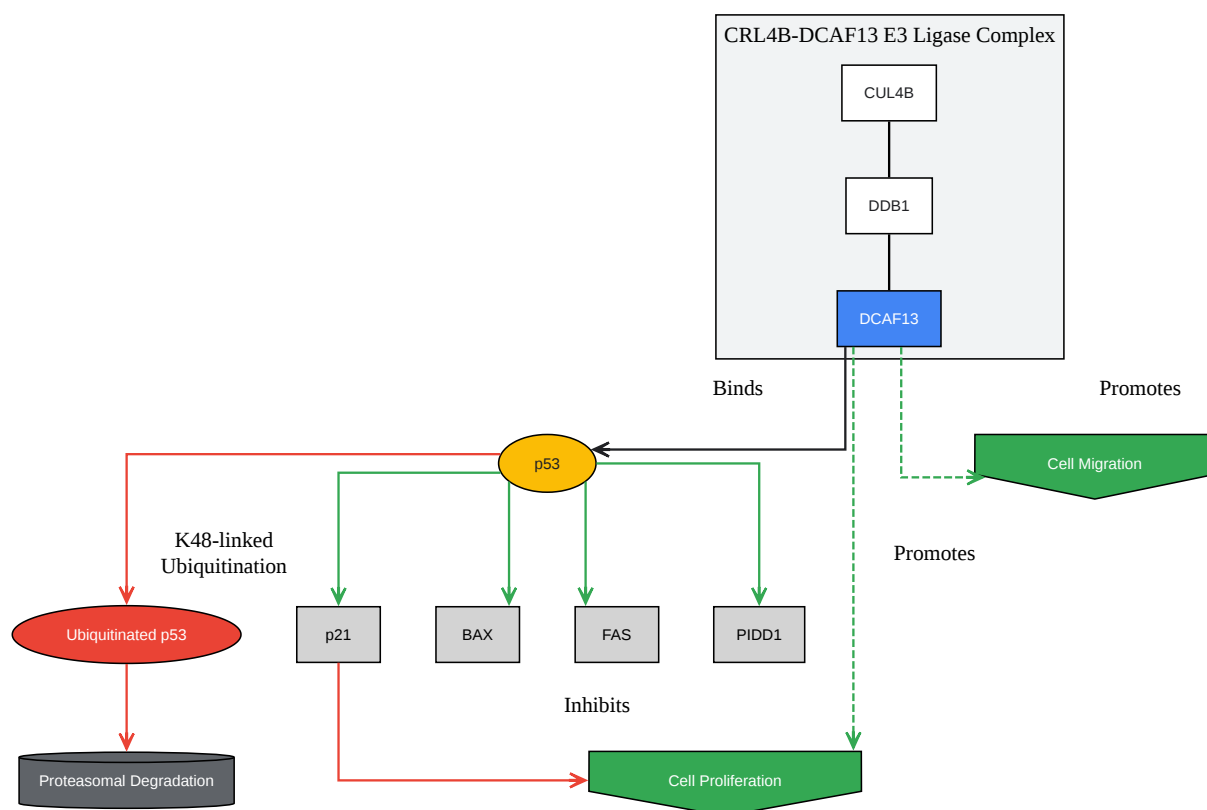 CRL4B-DCAF13 E3 Ligase Complex
CUL4B
DDB1
DCAF13
Binds
Promotes
p53
Cell Migration
K48-linked
Ubiquitination
Promotes
Ubiquitinated p53
p21
BAX
FAS
PIDD1
Inhibits
Proteasomal Degradation
Cell Proliferation